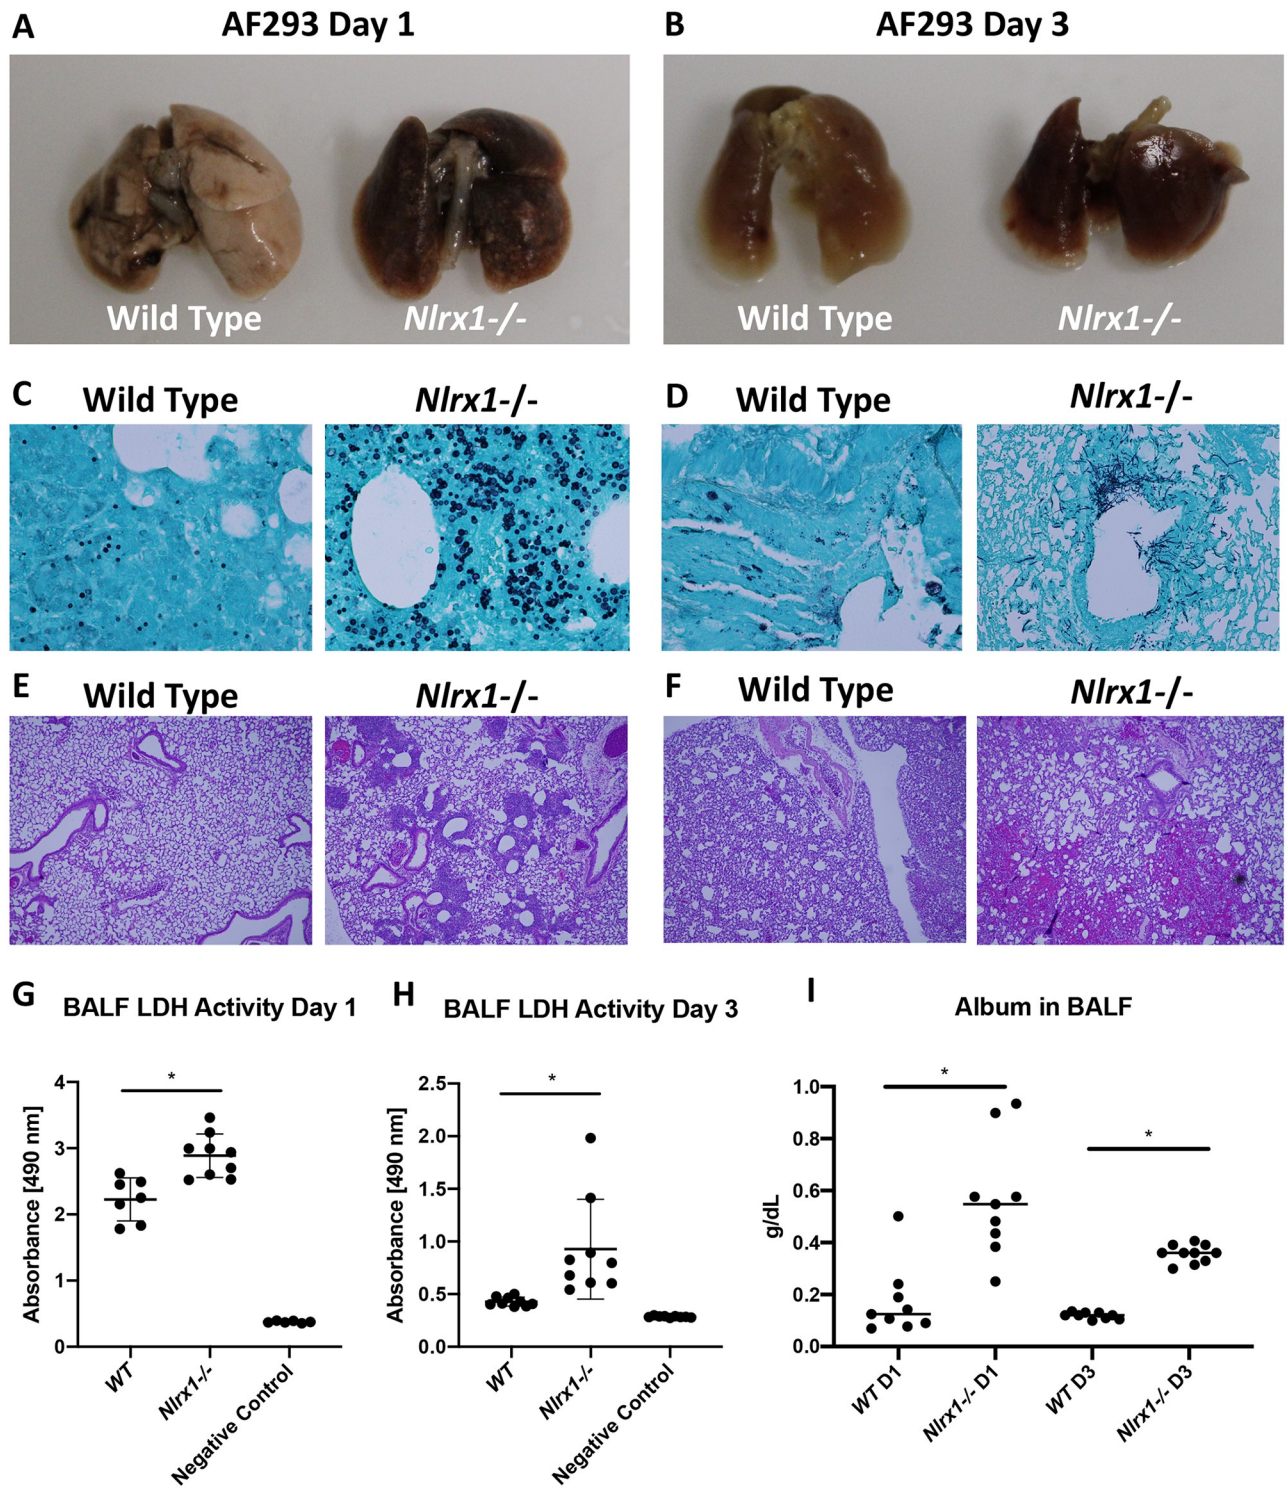 A
AF293 Day 1
B
AF293 Day 3
Wild Type
Nlrx1-/-
Wild Type
Nlrx1-/-
C
Wild Type
Nlrx1-/-
D
Wild Type
Nlrx1-/-
E
Wild Type
Nlrx1-/-
F
Wild Type
Nlrx1-/-
G
BALF LDH Activity Day 1
Absorbance [490 nm]
4
3
2
1
0
*
WT
Nlrx1-/-
Negative Control
H
BALF LDH Activity Day 3
Absorbance [490 nm]
2.5
2.0
1.5
1.0
0.5
0.0
*
WT
Nlrx1-/-
Negative Control
I
Album in BALF
g/dL
1.0
0.8
0.6
0.4
0.2
0.0
*
*
WT D1
Nlrx1-/- D1
WT D3
Nlrx1-/- D3